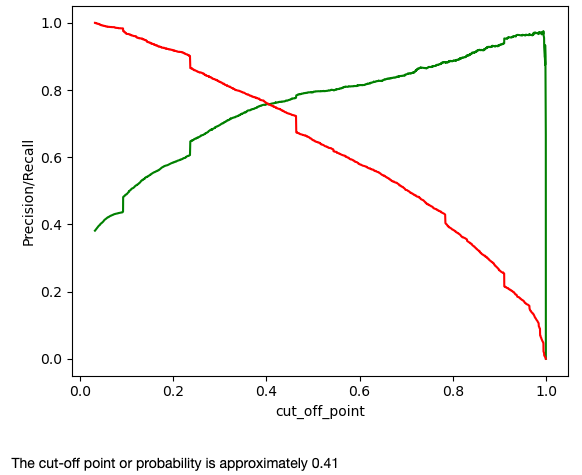 1.0
0.8
0.6
0.4
0.2
0.0
Precision/Recall
0.0 0.2 0.4 0.6 0.8 1.0
cut_off_point
The cut-off point or probability is approximately 0.41